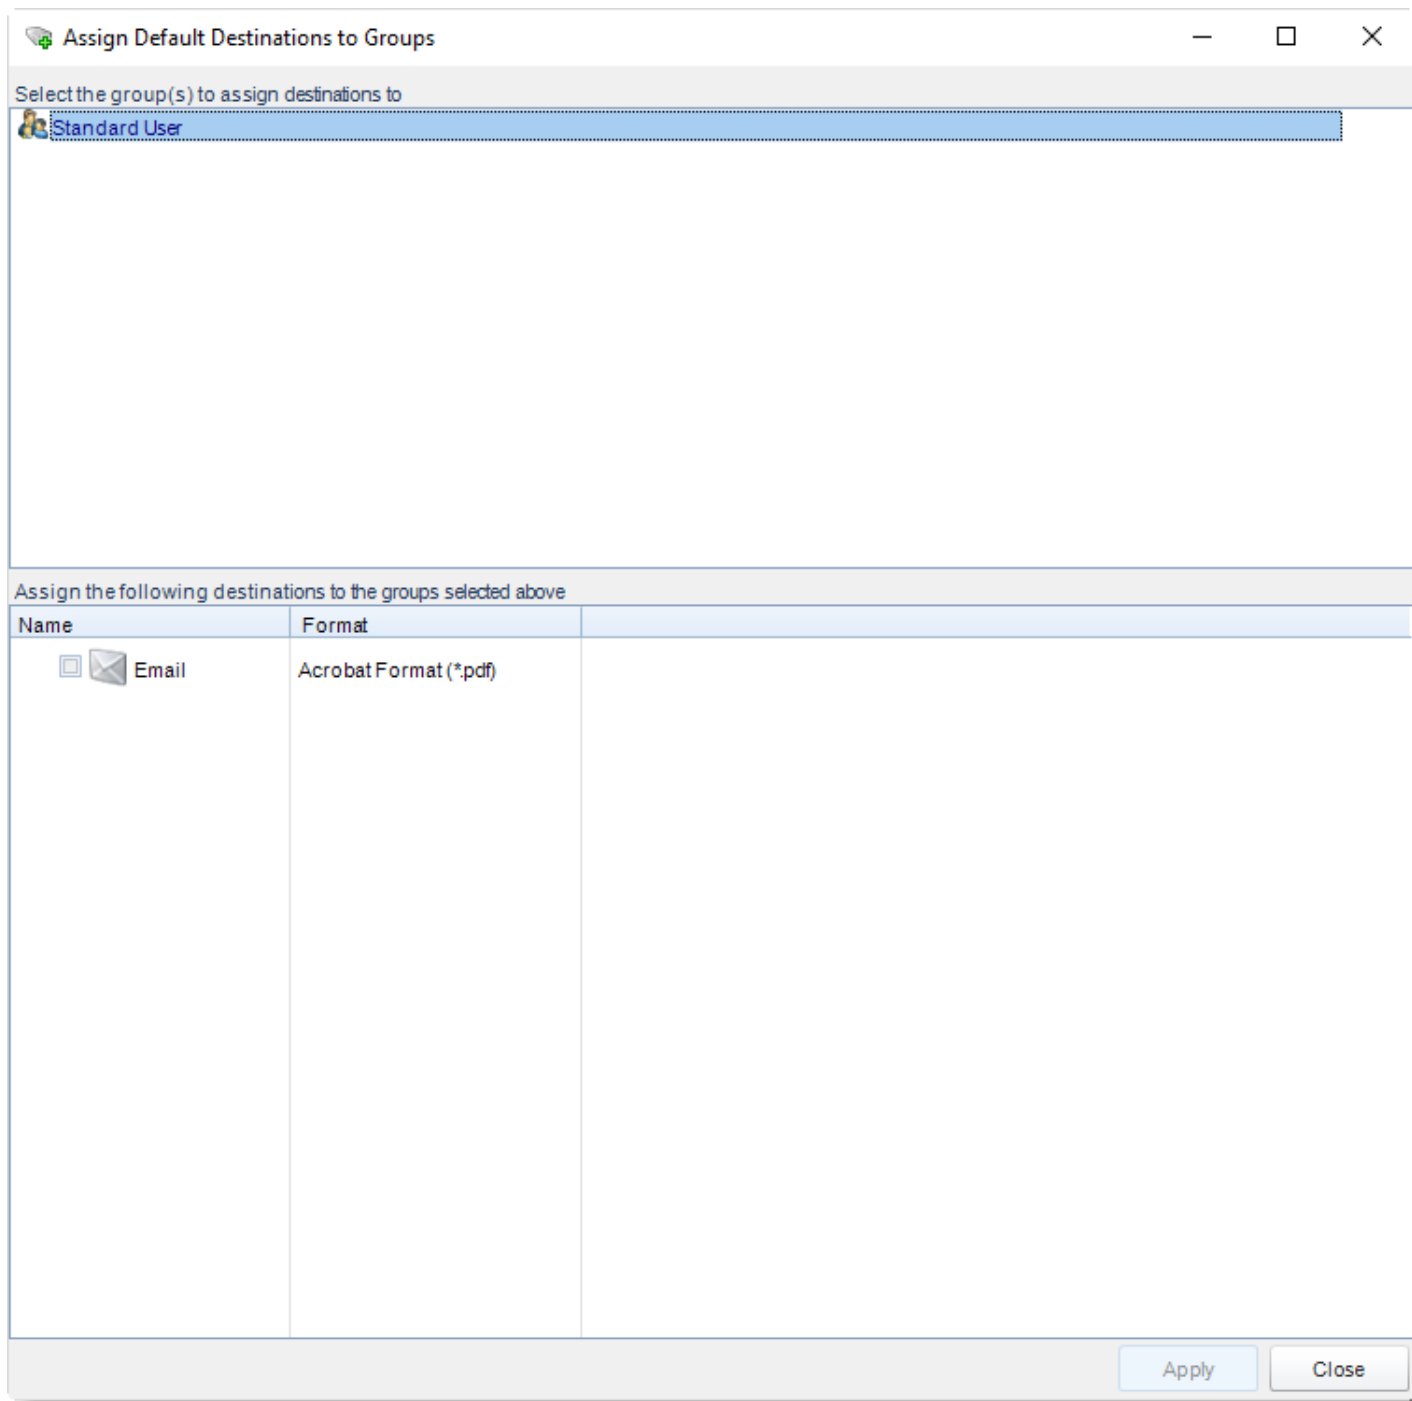 Assign Default Destinations to Groups
Select the group(s) to assign destinations to
Standard User
Assign the following destinations to the groups selected above
Name Format
Email Acrobat Format (*.pdf)
Apply Close